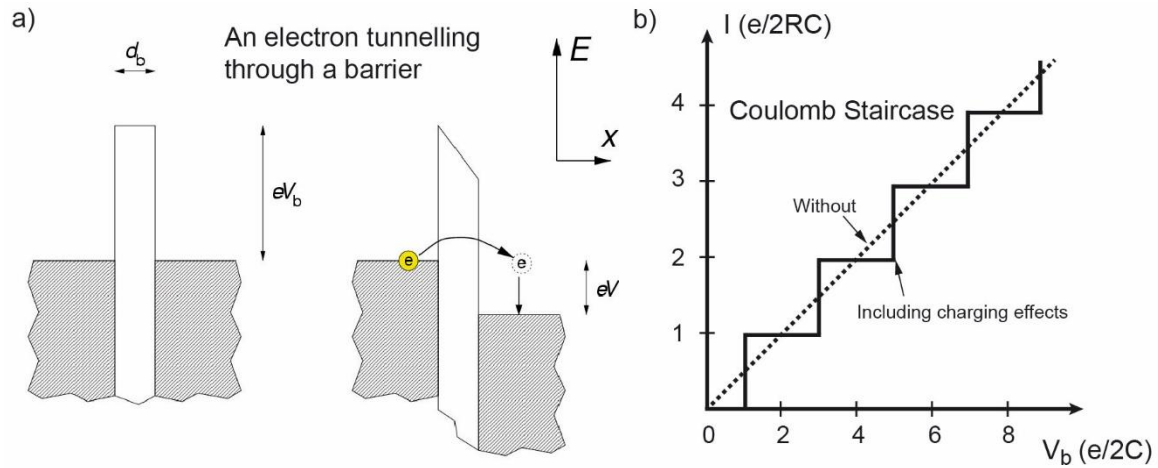 a)
An electron tunnelling
through a barrier
d_b
eV_b
E
x
e
e
eV
b)
I (e/2RC)
Coulomb Staircase
4
3
2
1
Without
Including charging effects
0 2 4 6 8
V_b (e/2C)